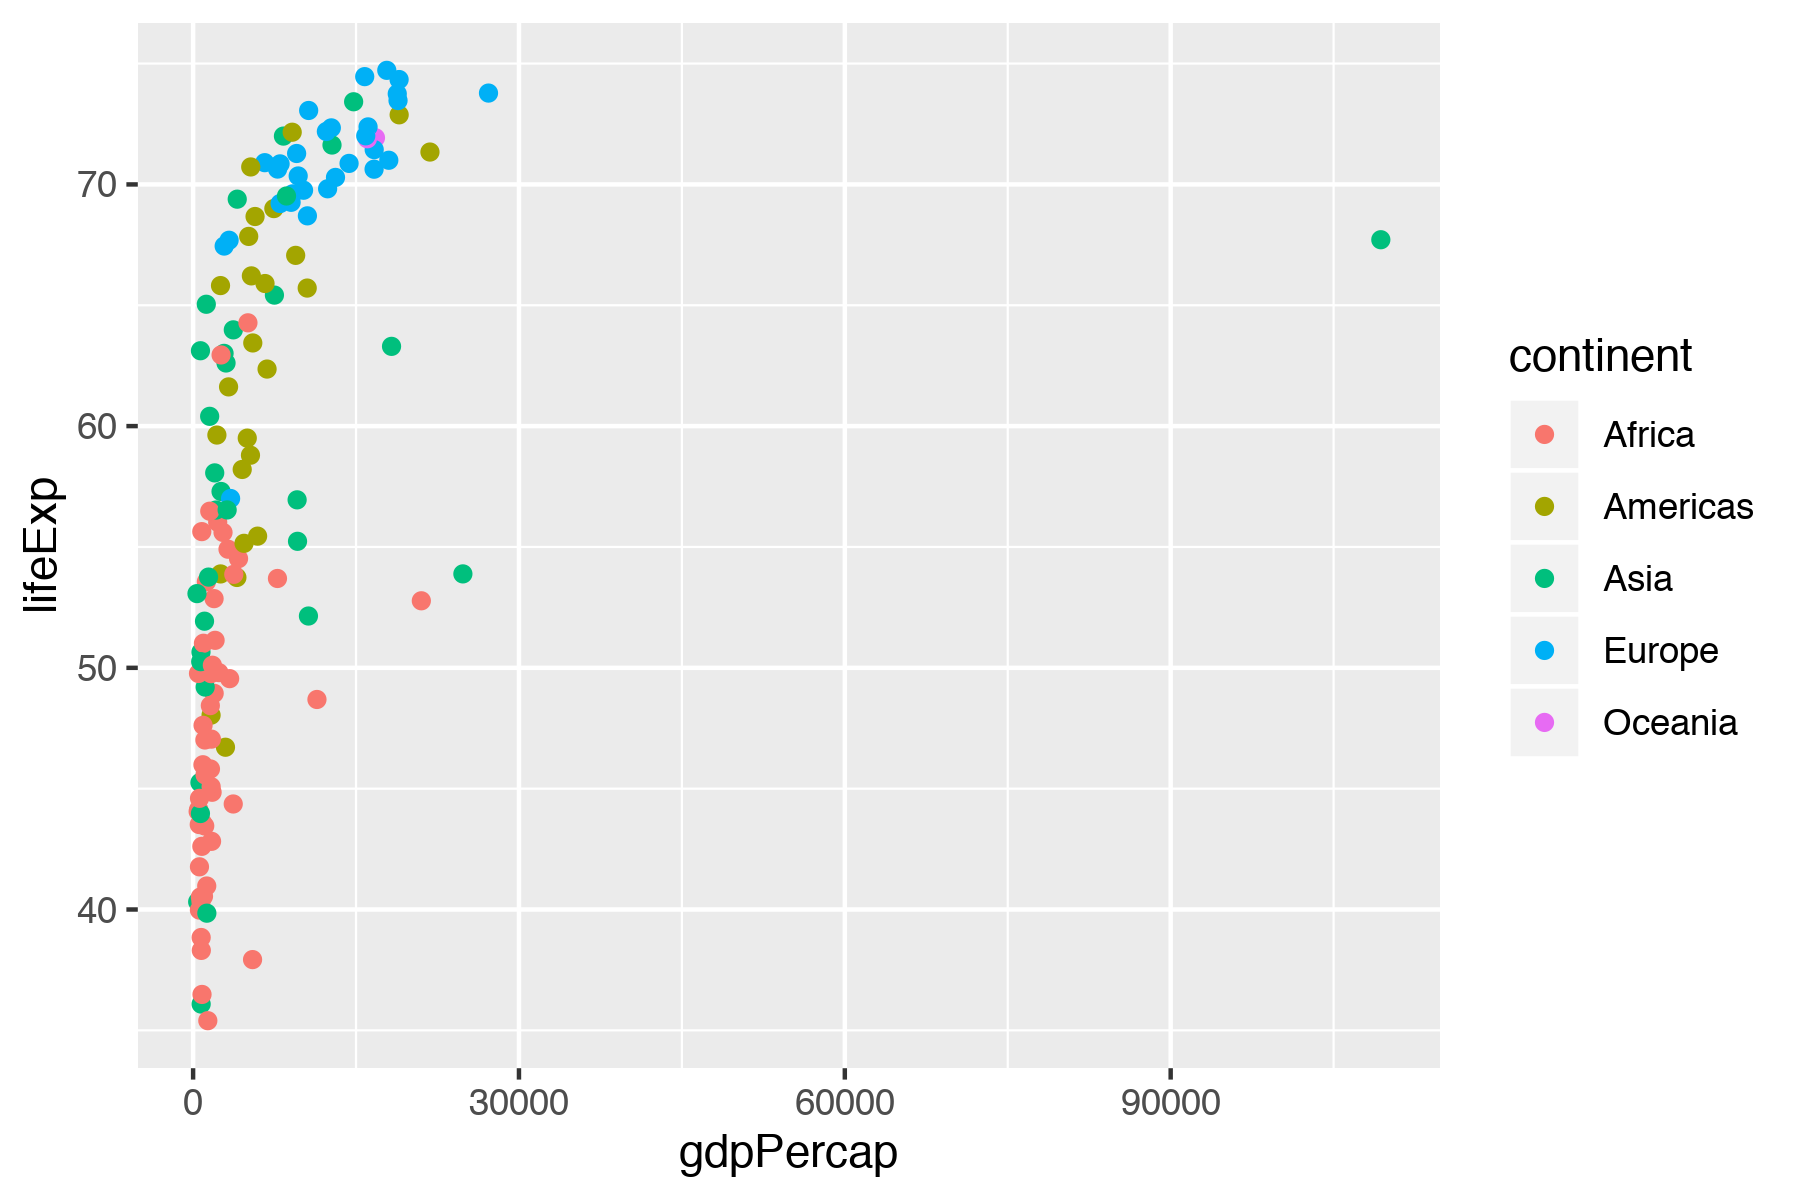 lifeExp
70
60
50
40
0 30000 60000 90000
gdpPercap
continent
Africa
Americas
Asia
Europe
Oceania